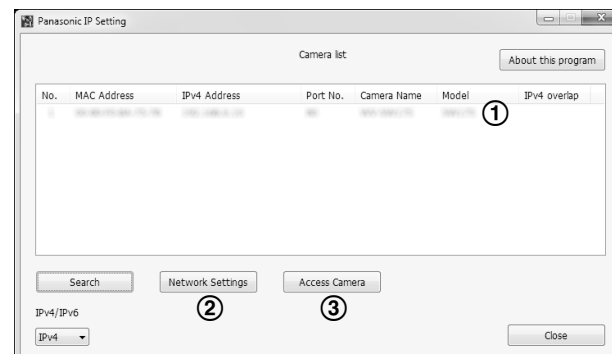 Panasonic IP Setting
Camera list
About this program
No. MAC Address IPv4 Address Port No. Camera Name Model IPv4 overlap
①
Search Network Settings Access Camera
② ③
IPv4/IPv6
IPv4 Close